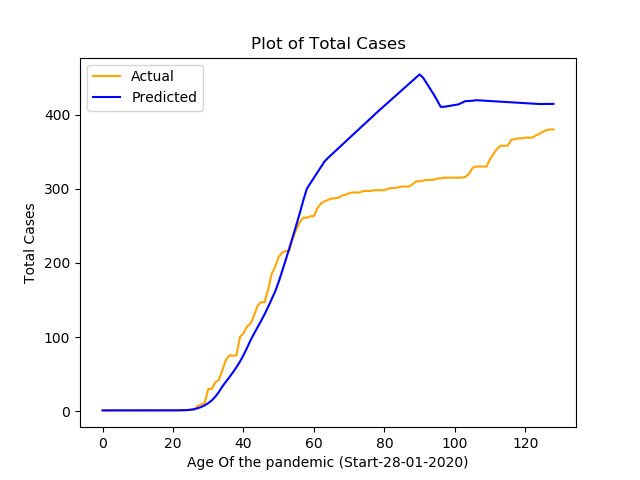 Plot of Total Cases
Actual
Predicted
400
300
200
100
0
Total Cases
0 20 40 60 80 100 120
Age Of the pandemic (Start-28-01-2020)